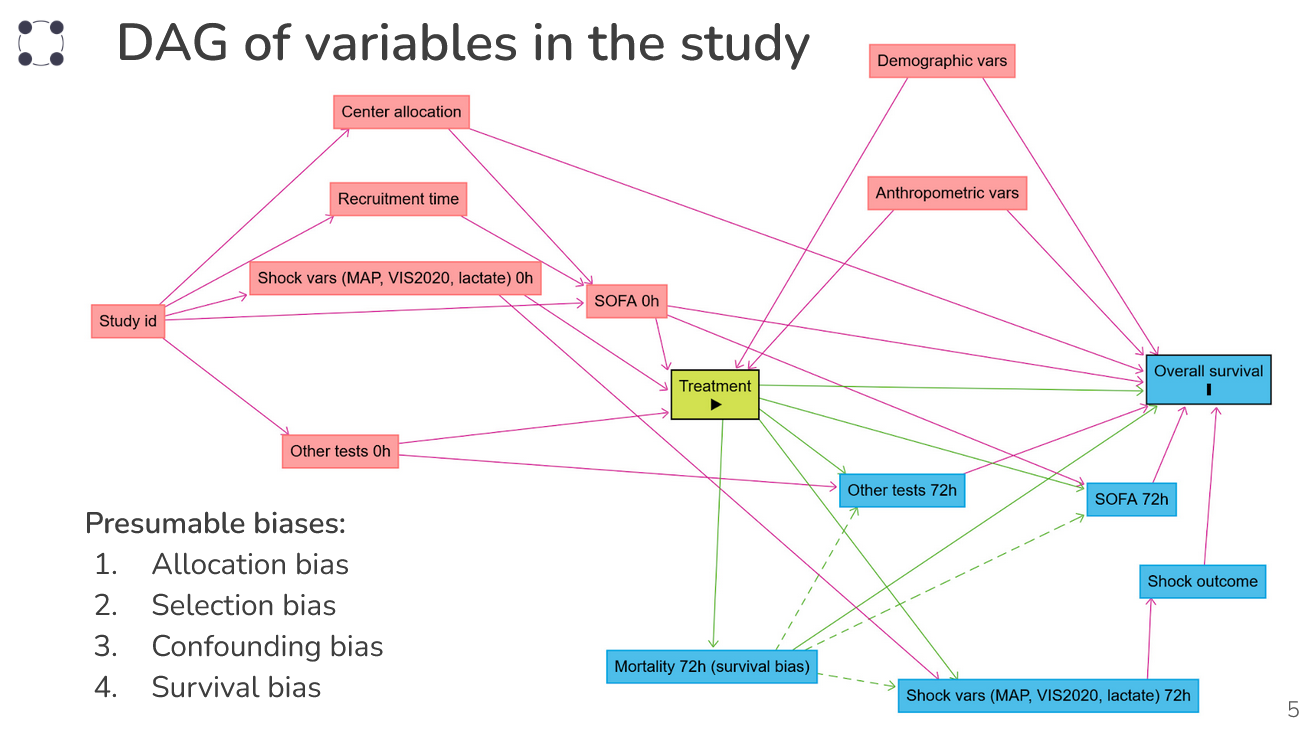 DAG of variables in the study
Demographic vars
Center allocation
Anthropometric vars
Recruitment time
Shock vars (MAP, VIS2020, lactate) 0h
SOFA 0h
Study id
Overall survival
Treatment
Other tests 0h
Other tests 72h
SOFA 72h
Shock outcome
Mortality 72h (survival bias)
Shock vars (MAP, VIS2020, lactate) 72h
Presumable biases:
1. Allocation bias
2. Selection bias
3. Confounding bias
4. Survival bias
5